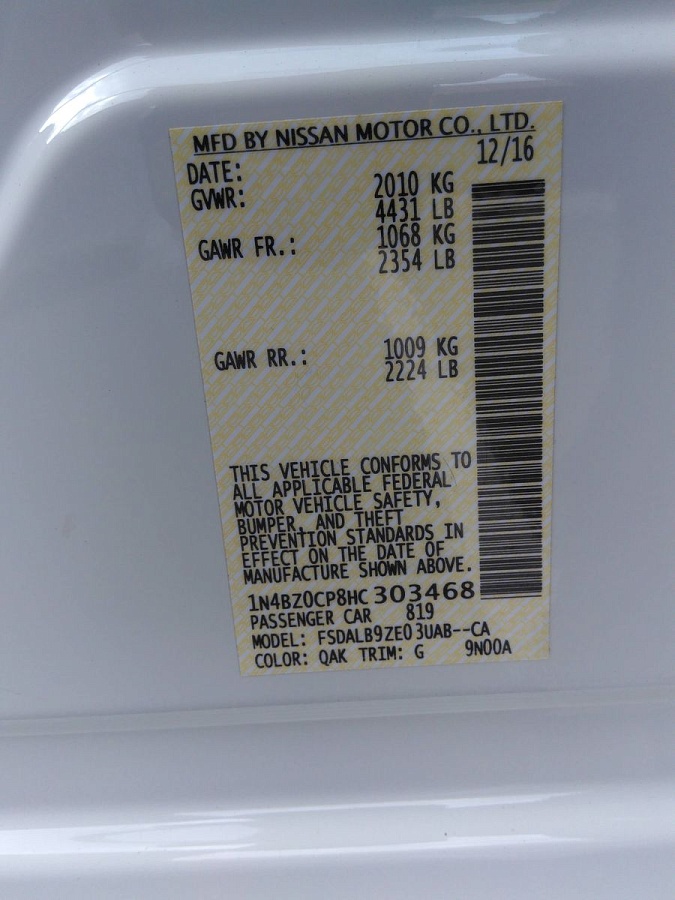 MFD BY NISSAN MOTOR CO., LTD.
DATE: 12/16
GVWR: 2010 KG
4431 LB
GAWR FR.: 1068 KG
2354 LB
GAWR RR.: 1009 KG
2224 LB
THIS VEHICLE CONFORMS TO
ALL APPLICABLE FEDERAL
MOTOR VEHICLE SAFETY,
BUMPER, AND THEFT
PREVENTION STANDARDS IN
EFFECT ON THE DATE OF
MANUFACTURE SHOWN ABOVE.
1N4BZ0CP8HC 303468
PASSENGER CAR 819
MODEL: FSDALB9ZE03UAB--CA
COLOR: QAK TRIM: G 9N00A